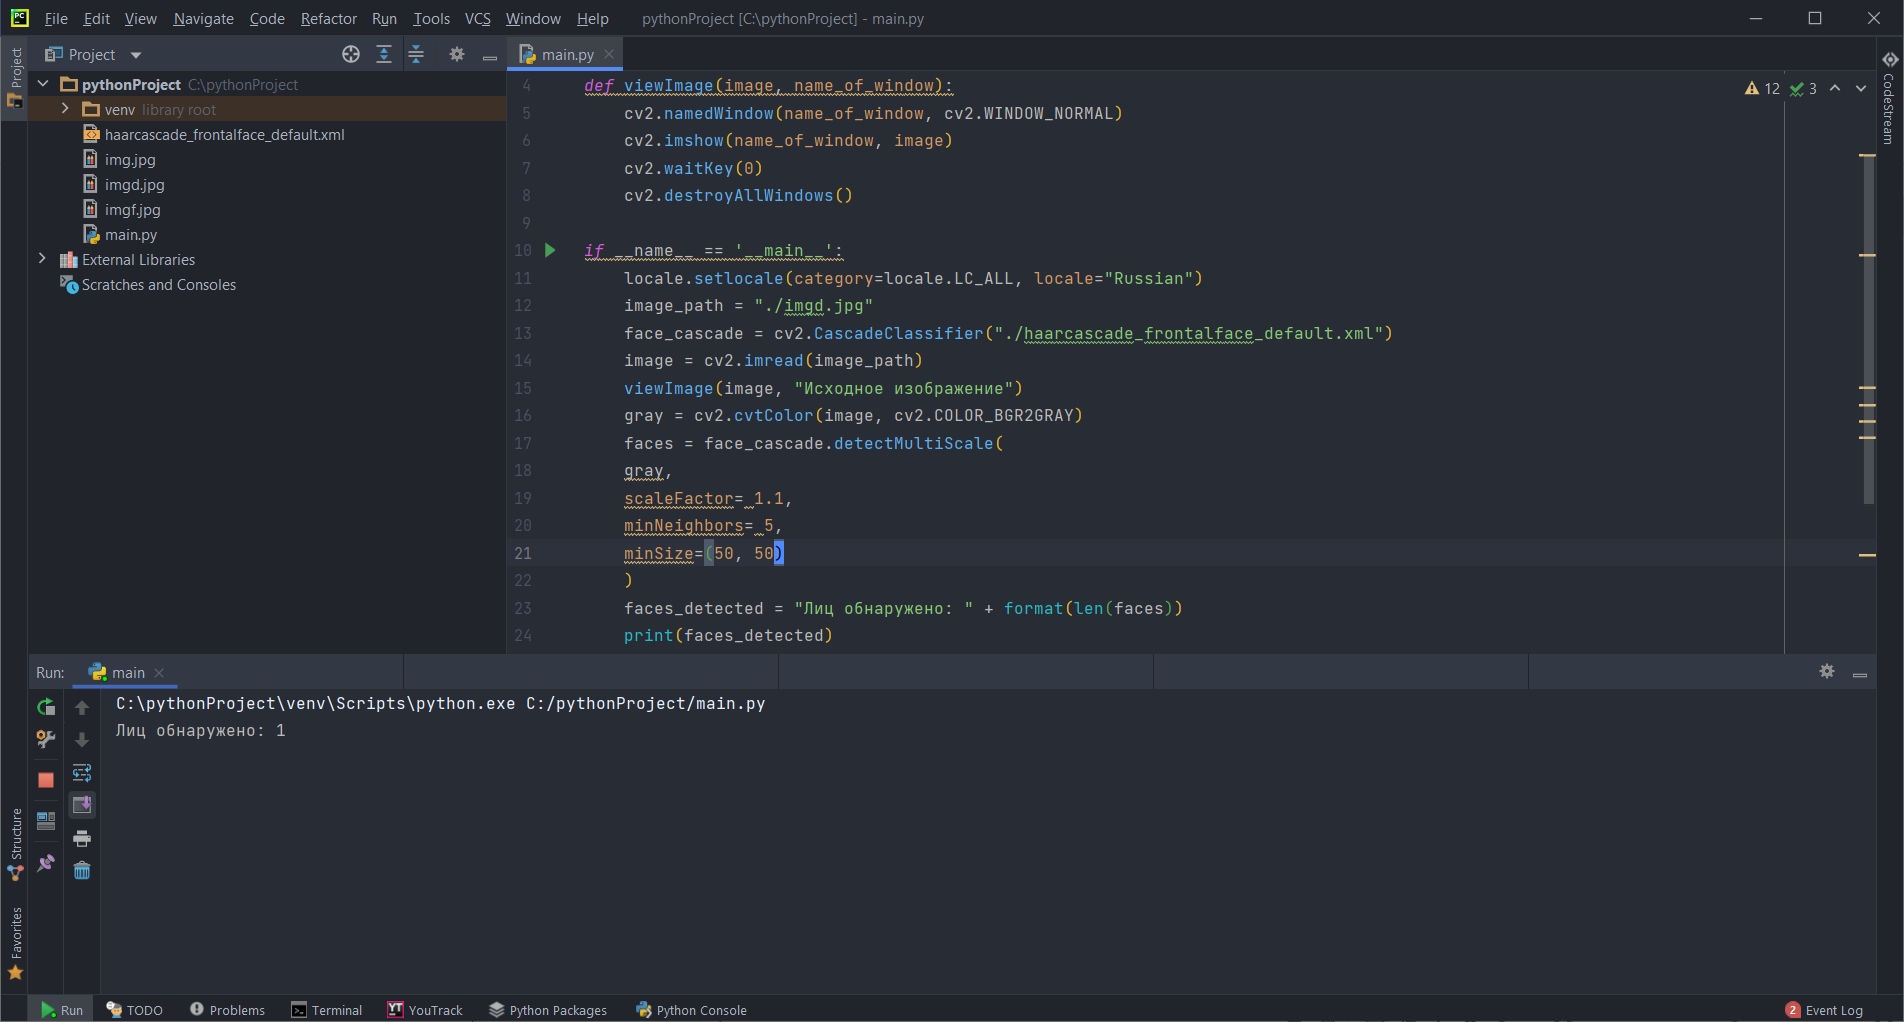 PC File Edit View Navigate Code Refactor Run Tools VCS Window Help pythonProject [C:\pythonProject] - main.py
Project
Project
main.py
pythonProject C:\pythonProject
venv library root
haarcascade_frontalface_default.xml
img.jpg
imgd.jpg
imgf.jpg
main.py
External Libraries
Scratches and Consoles
4 def viewImage(image, name_of_window):
5 cv2.namedWindow(name_of_window, cv2.WINDOW_NORMAL)
6 cv2.imshow(name_of_window, image)
7 cv2.waitKey(0)
8 cv2.destroyAllWindows()
9
10 if __name__ == '__main__':
11 locale.setlocale(category=locale.LC_ALL, locale="Russian")
12 image_path = "./imgd.jpg"
13 face_cascade = cv2.CascadeClassifier("./haarcascade_frontalface_default.xml")
14 image = cv2.imread(image_path)
15 viewImage(image, "Исходное изображение")
16 gray = cv2.cvtColor(image, cv2.COLOR_BGR2GRAY)
17 faces = face_cascade.detectMultiScale(
18 gray,
19 scaleFactor= 1.1,
20 minNeighbors= 5,
21 minSize=(50, 50)
22 )
23 faces_detected = "Лиц обнаружено: " + format(len(faces))
24 print(faces_detected)
12 3
CodeStream
Run: main
C:\pythonProject\venv\Scripts\python.exe C:/pythonProject/main.py
Лиц обнаружено: 1
Structure
Favorites
Run TODO Problems Terminal YT YouTrack Python Packages Python Console 2 Event Log